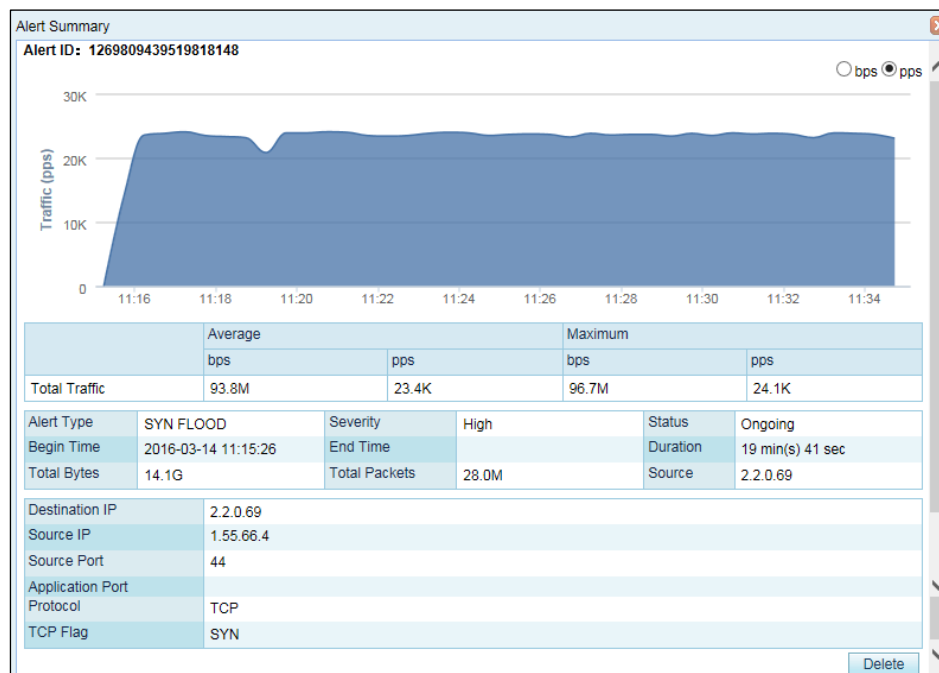 Alert Summary
Alert ID: 1269809439519818148
bps pps
30K
20K
10K
0
Traffic (pps)
11:16 11:18 11:20 11:22 11:24 11:26 11:28 11:30 11:32 11:34
Average Maximum
bps pps bps pps
Total Traffic 93.8M 23.4K 96.7M 24.1K
Alert Type SYN FLOOD Severity High Status Ongoing
Begin Time 2016-03-14 11:15:26 End Time Duration 19 min(s) 41 sec
Total Bytes 14.1G Total Packets 28.0M Source 2.2.0.69
Destination IP 2.2.0.69
Source IP 1.55.66.4
Source Port 44
Application Port
Protocol TCP
TCP Flag SYN
Delete